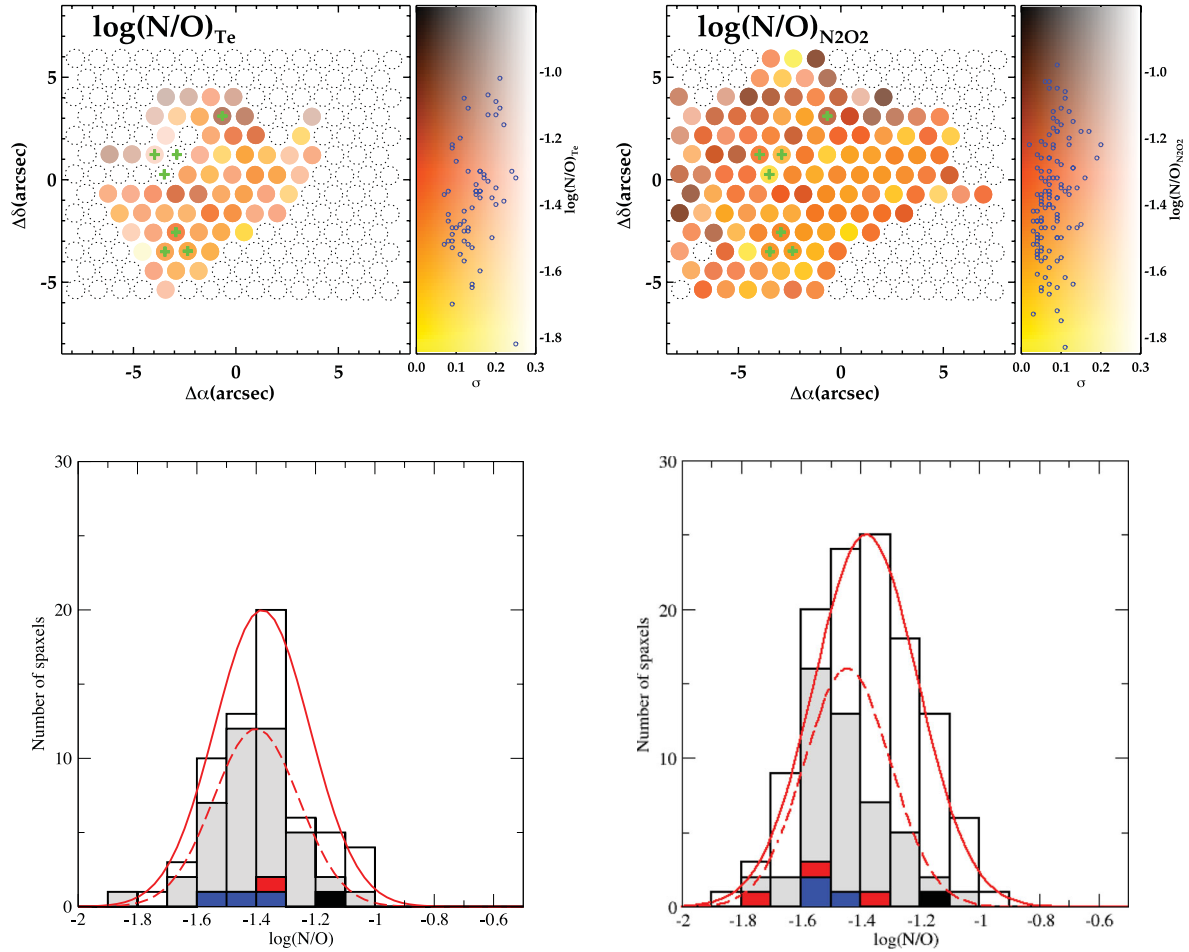 log(N/O)Te
5
0
-5
Δδ(arcsec)
-5 0 5
Δα(arcsec)
-1.0
-1.2
-1.4
-1.6
-1.8
log(N/O)Te
0.0 0.1 0.2 0.3
σ
log(N/O)N2O2
5
0
-5
Δδ(arcsec)
-5 0 5
Δα(arcsec)
-1.0
-1.2
-1.4
-1.6
-1.8
log(N/O)N2O2
0.0 0.1 0.2 0.3
σ
30
20
10
0
Number of spaxels
-2 -1.8 -1.6 -1.4 -1.2 -1 -0.8 -0.6
log(N/O)
30
20
10
0
Number of spaxels
-2 -1.8 -1.6 -1.4 -1.2 -1 -0.8 -0.6
log(N/O)